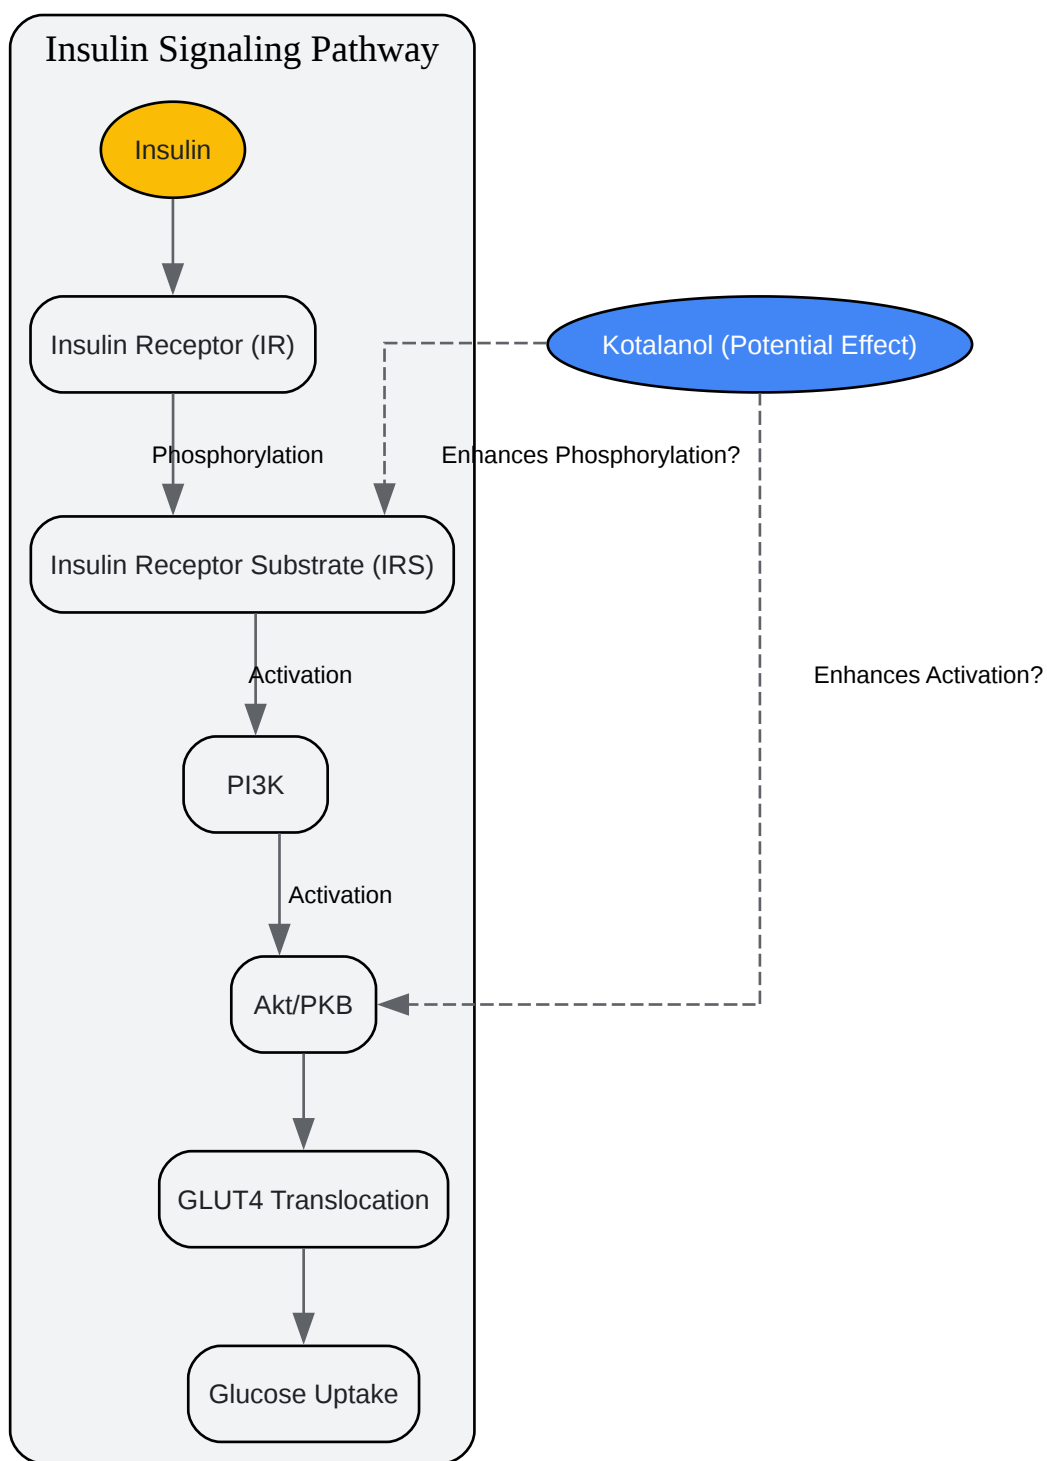 Insulin Signaling Pathway
Insulin
Insulin Receptor (IR)
Kotalanol (Potential Effect)
Phosphorylation
Enhances Phosphorylation?
Insulin Receptor Substrate (IRS)
Activation
Enhances Activation?
PI3K
Activation
Akt/PKB
GLUT4 Translocation
Glucose Uptake